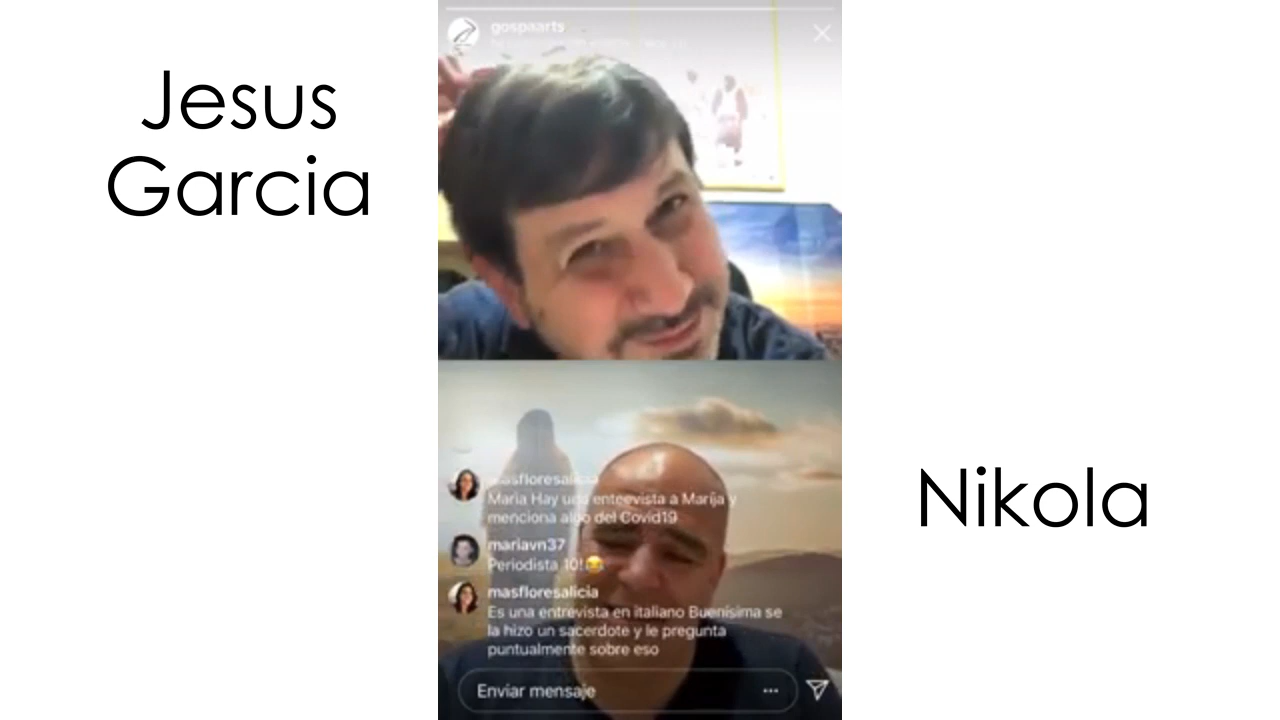 Jesus
Garcia
gospaarts
masfloresalicia
Maria Hay una enteevista a Marija y
menciona algo del Covid19
mariavn37
Periodista 10!😂
masfloresalicia
Es una entrevista en italiano Buenísima se
la hizo un sacerdote y le pregunta
puntualmente sobre eso
Enviar mensaje
Nikola